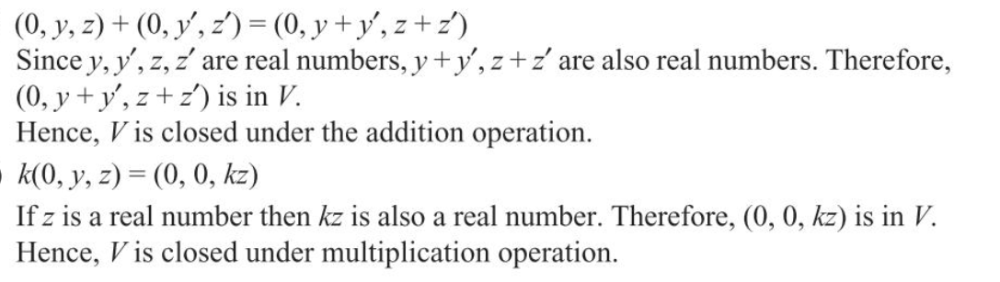 (0, y, z) + (0, y′, z′) = (0, y + y′, z + z′)
Since y, y′, z, z′ are real numbers, y + y′, z + z′ are also real numbers. Therefore,
(0, y + y′, z + z′) is in V.
Hence, V is closed under the addition operation.
k(0, y, z) = (0, 0, kz)
If z is a real number then kz is also a real number. Therefore, (0, 0, kz) is in V.
Hence, V is closed under multiplication operation.